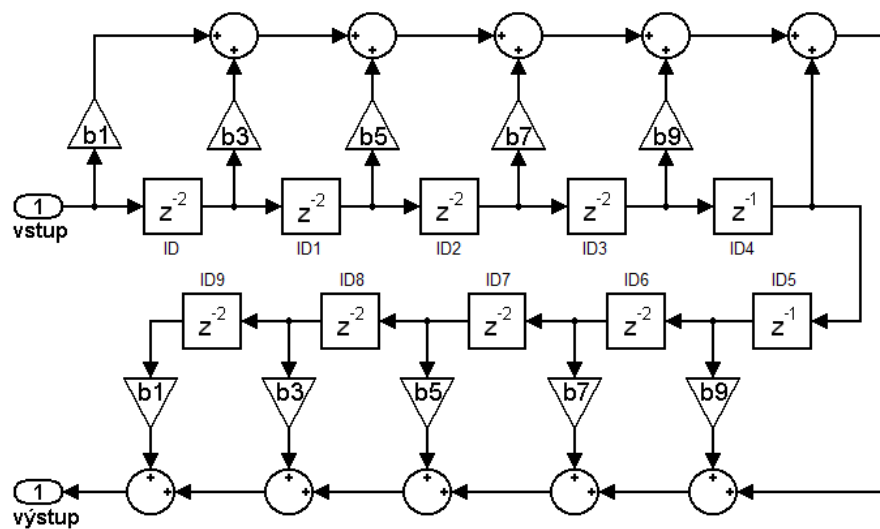 + + + + +
+ + + + +
b1 b3 b5 b7 b9
1 z-2 z-2 z-2 z-2 z-1
vstup
ID ID1 ID2 ID3 ID4
ID9 ID8 ID7 ID6 ID5
z-2 z-2 z-2 z-2 z-1
b1 b3 b5 b7 b9
+ + + + +
1 + + + + +
výstup